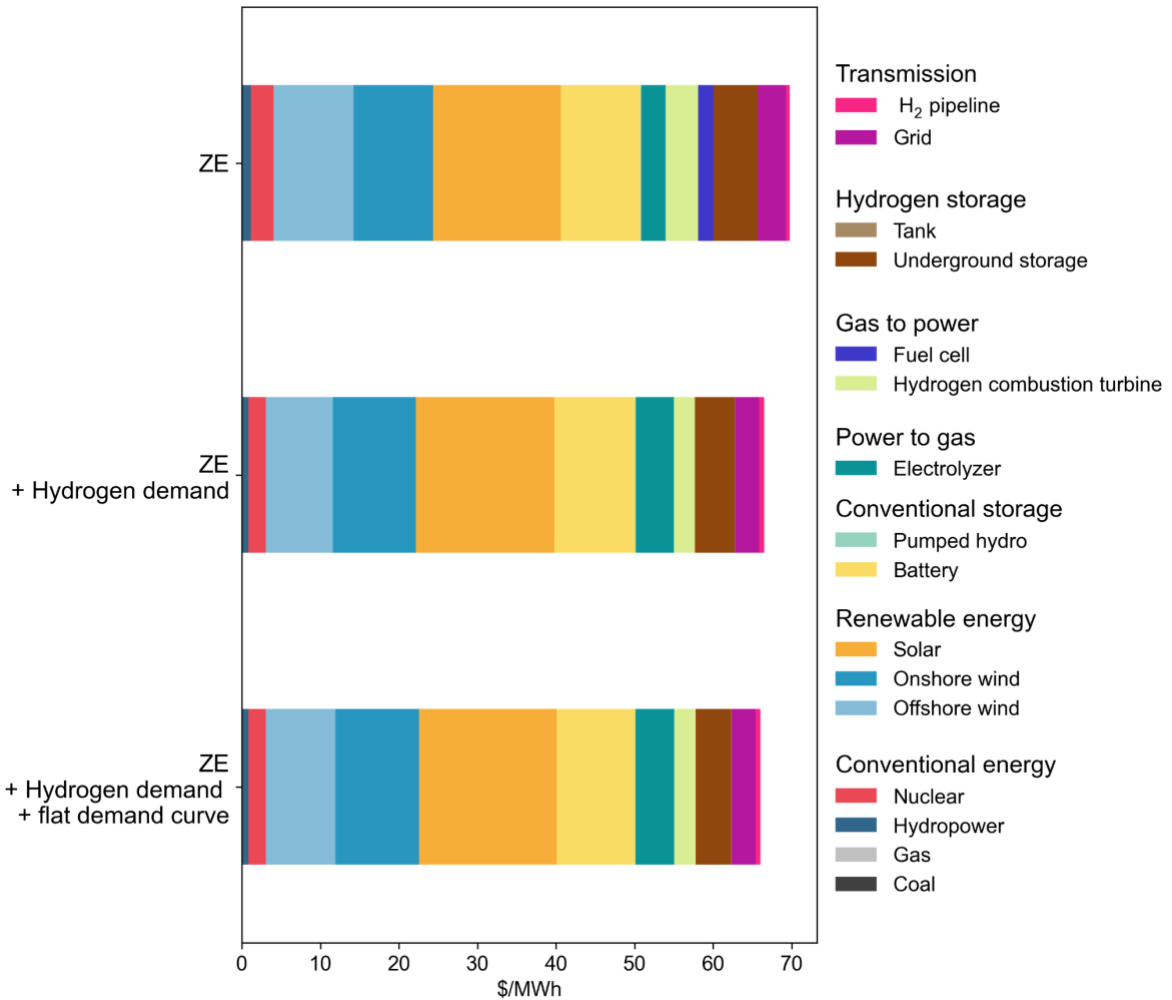 ZE
ZE
+ Hydrogen demand
ZE
+ Hydrogen demand
+ flat demand curve
0 10 20 30 40 50 60 70
$/MWh
Transmission
H₂ pipeline
Grid
Hydrogen storage
Tank
Underground storage
Gas to power
Fuel cell
Hydrogen combustion turbine
Power to gas
Electrolyzer
Conventional storage
Pumped hydro
Battery
Renewable energy
Solar
Onshore wind
Offshore wind
Conventional energy
Nuclear
Hydropower
Gas
Coal